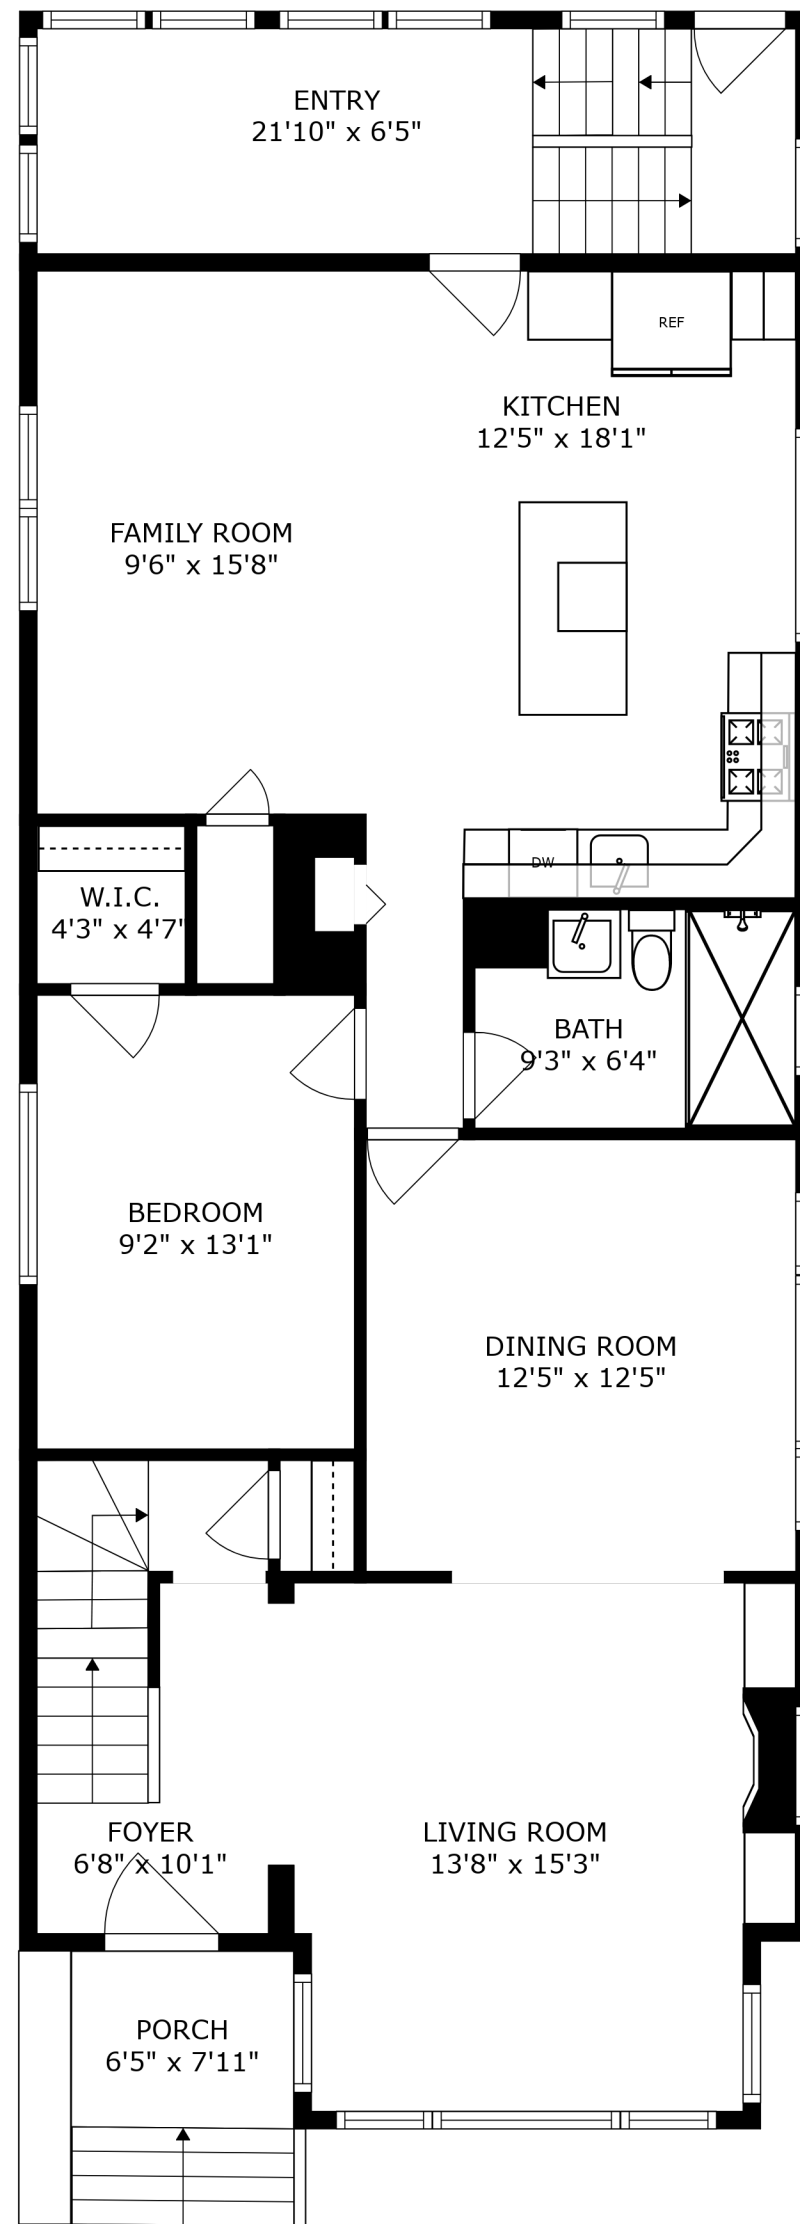 ENTRY
21'10" x 6'5"
REF
KITCHEN
12'5" x 18'1"
FAMILY ROOM
9'6" x 15'8"
DW
W.I.C.
4'3" x 4'7"
BATH
9'3" x 6'4"
BEDROOM
9'2" x 13'1"
DINING ROOM
12'5" x 12'5"
FOYER
6'8" x 10'1"
LIVING ROOM
13'8" x 15'3"
PORCH
6'5" x 7'11"